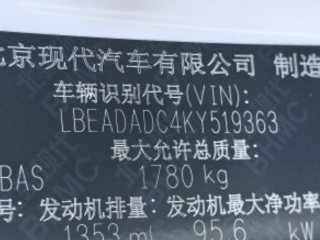 北京现代汽车有限公司 制造
车辆识别代号(VIN):
LBEADADC4KY519363
最大允许总质量:
BAS 1780 kg
号: 发动机排量: 发动机最大净功率
1353 ml 95.6 kW